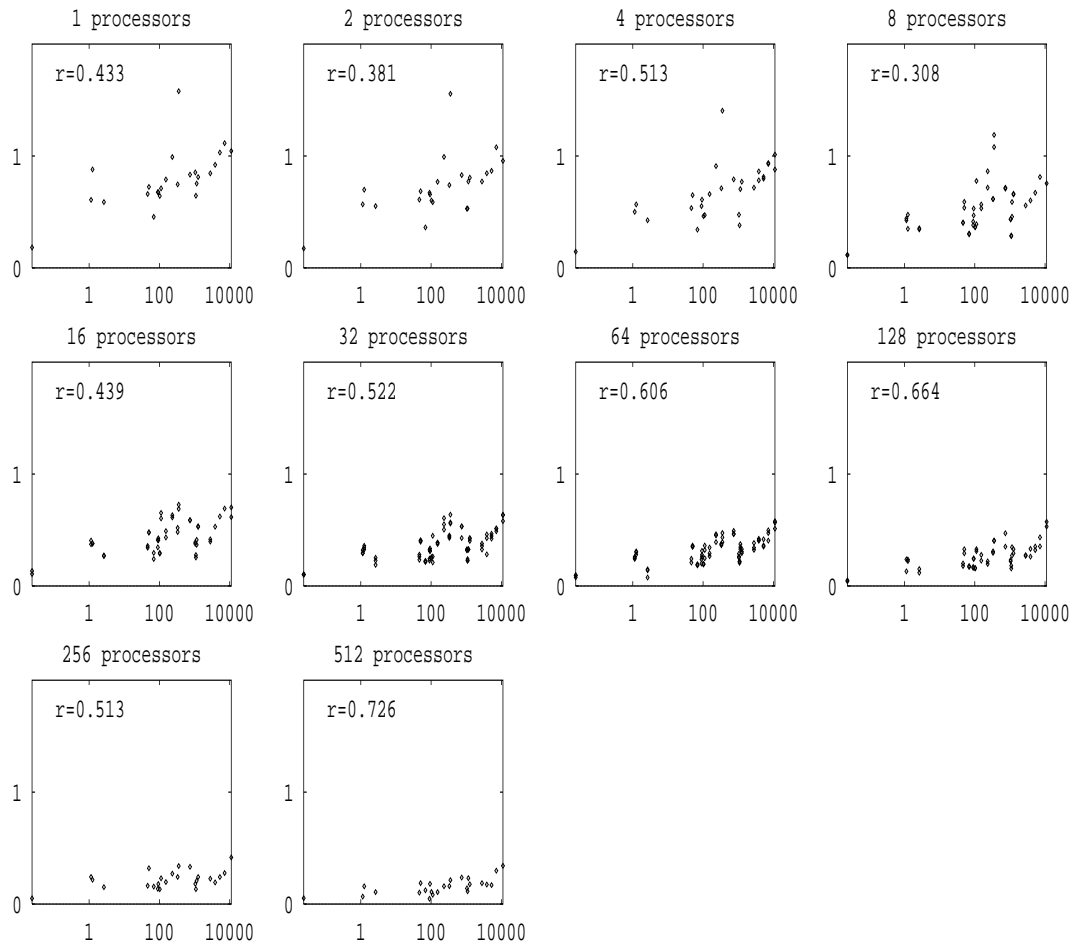 1 processors
r=0.433
1
0
1 100 10000
2 processors
r=0.381
1
0
1 100 10000
4 processors
r=0.513
1
0
1 100 10000
8 processors
r=0.308
1
0
1 100 10000
16 processors
r=0.439
1
0
1 100 10000
32 processors
r=0.522
1
0
1 100 10000
64 processors
r=0.606
1
0
1 100 10000
128 processors
r=0.664
1
0
1 100 10000
256 processors
r=0.513
1
0
1 100 10000
512 processors
r=0.726
1
0
1 100 10000